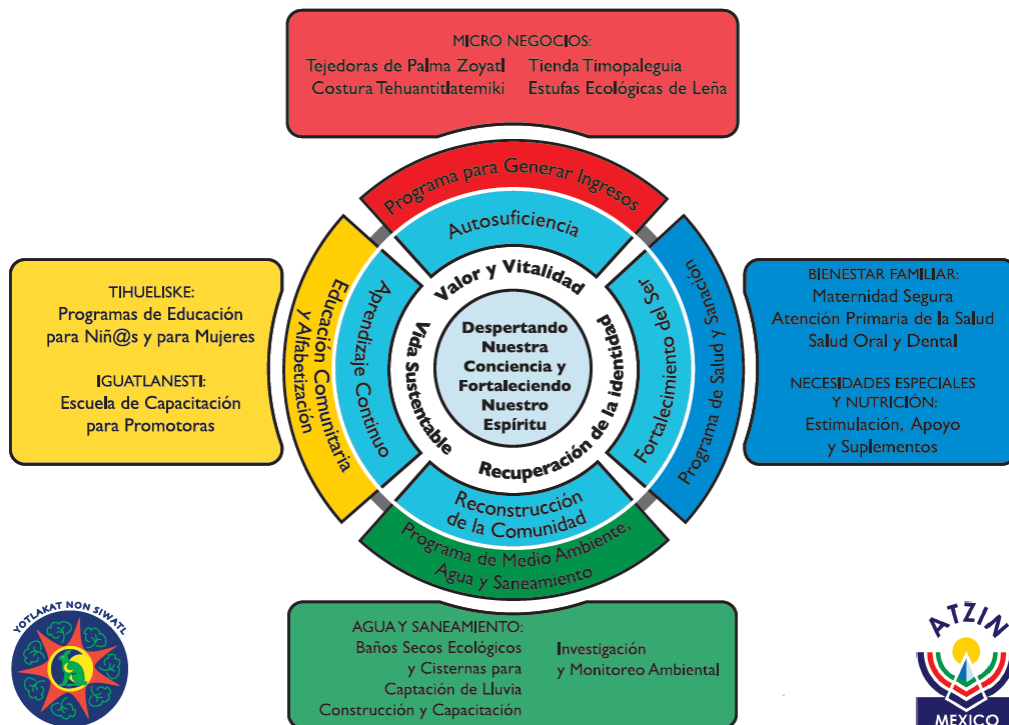 MICRO NEGOCIOS:
Tejedoras de Palma Zoyatl
Costura Tehuantitlatemiki
Tienda Timopaleguia
Estufas Ecológicas de Leña
Programa para Generar Ingresos
Autosuficiencia
Valor y Vitalidad
TIHUELISKE:
Programas de Educación
para Niñ@s y para Mujeres
IGUATLANESTI:
Escuela de Capacitación
para Promotoras
Educación Comunitaria
y Alfabetización
Aprendizaje Continuo
Vida Sustentable
Despertando
Nuestra
Conciencia y
Fortaleciendo
Nuestro
Espíritu
Recuperación de la identidad
Fortalecimiento del Ser
Programa de Salud y Sanación
BIENESTAR FAMILIAR:
Maternidad Segura
Atención Primaria de la Salud
Salud Oral y Dental
NECESIDADES ESPECIALES
Y NUTRICIÓN:
Estimulación, Apoyo
y Suplementos
Reconstrucción
de la Comunidad
Programa de Medio Ambiente,
Agua y Saneamiento
AGUA Y SANEAMIENTO:
Baños Secos Ecológicos
y Cisternas para
Captación de Lluvia
Construcción y Capacitación
Investigación
y Monitoreo Ambiental
YOTLAKAT NON SIWATL
ATZIN
MEXICO